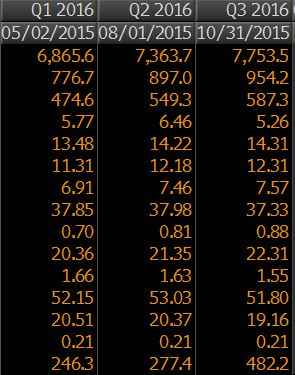 Q1 2016 Q2 2016 Q3 2016
05/02/2015 08/01/2015 10/31/2015
6,865.6 7,363.7 7,753.5
776.7 897.0 954.2
474.6 549.3 587.3
5.77 6.46 5.26
13.48 14.22 14.31
11.31 12.18 12.31
6.91 7.46 7.57
37.85 37.98 37.33
0.70 0.81 0.88
20.36 21.35 22.31
1.66 1.63 1.55
52.15 53.03 51.80
20.51 20.37 19.16
0.21 0.21 0.21
246.3 277.4 482.2